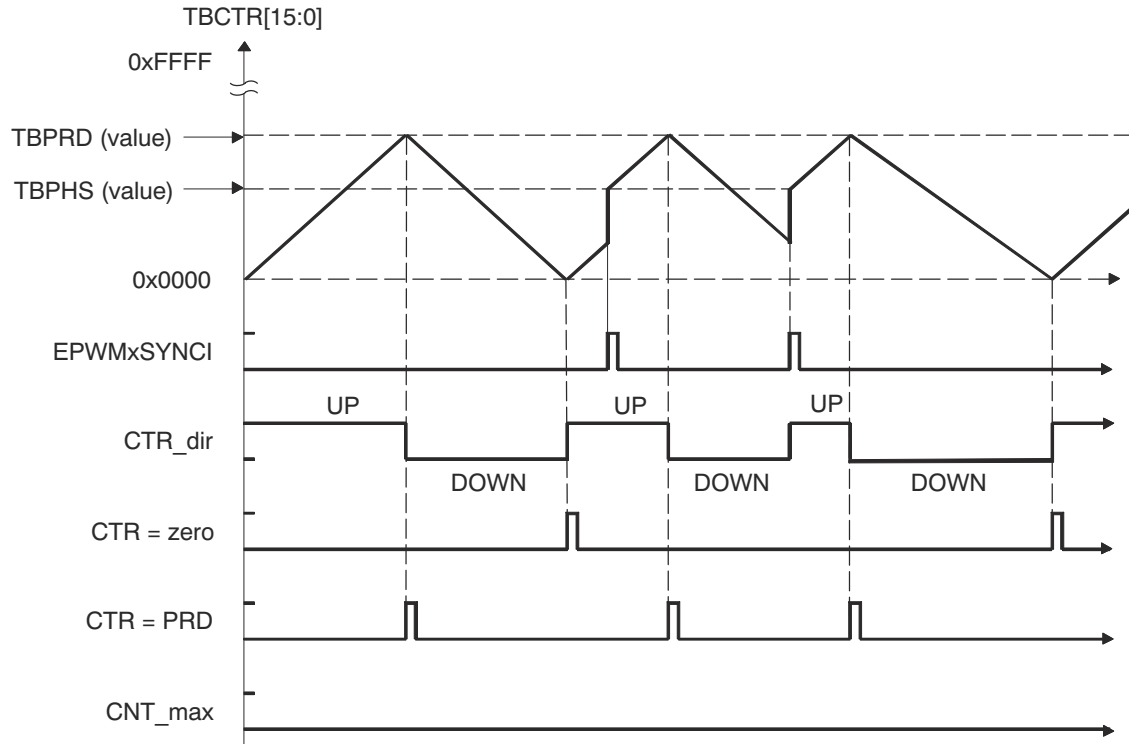 TBCTR[15:0]
0xFFFF
TBPRD (value)
TBPHS (value)
0x0000
EPWMxSYNCI
UP UP UP
CTR_dir
DOWN DOWN DOWN
CTR = zero
CTR = PRD
CNT_max